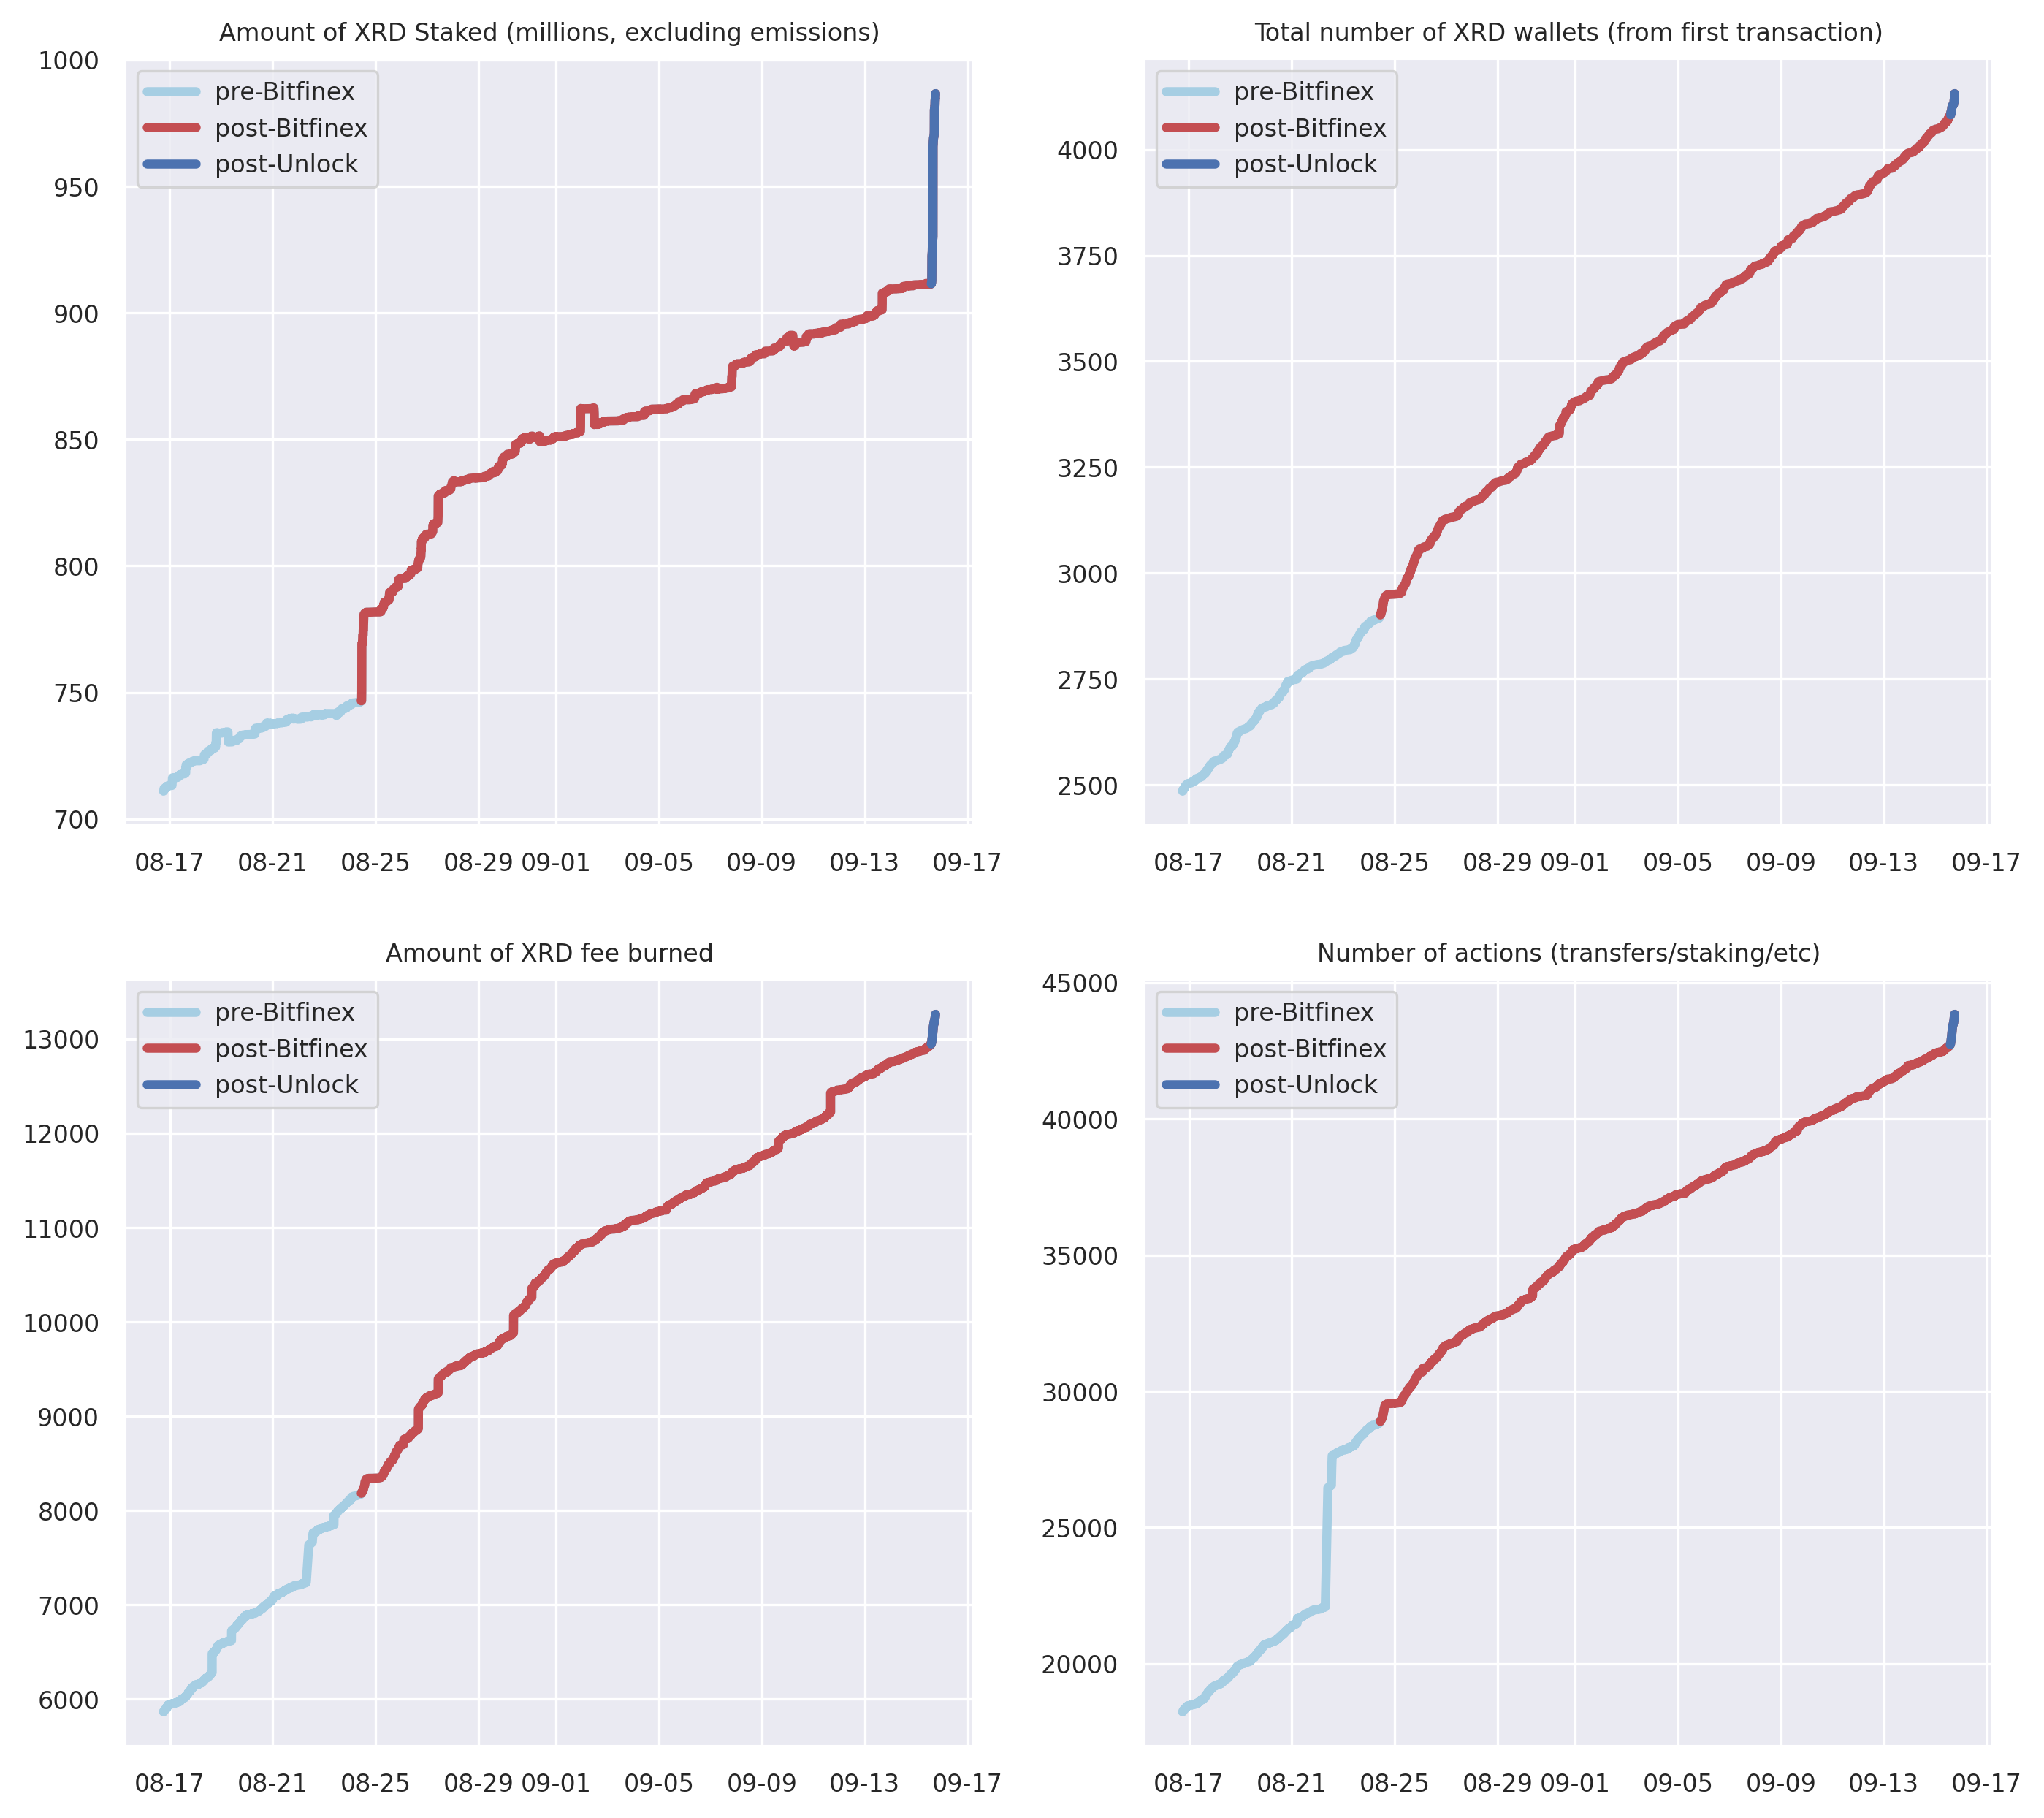 Amount of XRD Staked (millions, excluding emissions)
1000
950
900
850
800
750
700
pre-Bitfinex
post-Bitfinex
post-Unlock
08-17 08-21 08-25 08-29 09-01 09-05 09-09 09-13 09-17
Total number of XRD wallets (from first transaction)
4000
3750
3500
3250
3000
2750
2500
pre-Bitfinex
post-Bitfinex
post-Unlock
08-17 08-21 08-25 08-29 09-01 09-05 09-09 09-13 09-17
Amount of XRD fee burned
13000
12000
11000
10000
9000
8000
7000
6000
pre-Bitfinex
post-Bitfinex
post-Unlock
08-17 08-21 08-25 08-29 09-01 09-05 09-09 09-13 09-17
Number of actions (transfers/staking/etc)
45000
40000
35000
30000
25000
20000
pre-Bitfinex
post-Bitfinex
post-Unlock
08-17 08-21 08-25 08-29 09-01 09-05 09-09 09-13 09-17